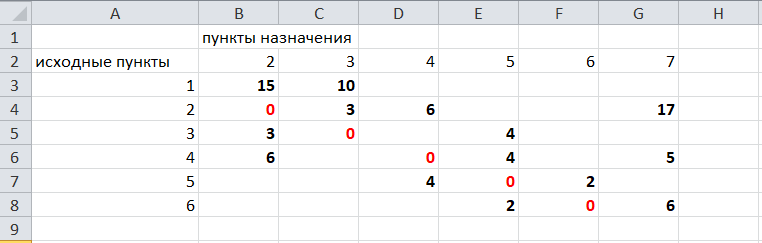 A B C D E F G H
1 пункты назначения
2 исходные пункты 2 3 4 5 6 7
3 1 15 10
4 2 0 3 6 17
5 3 3 0 4
6 4 6 0 4 5
7 5 4 0 2
8 6 2 0 6
9